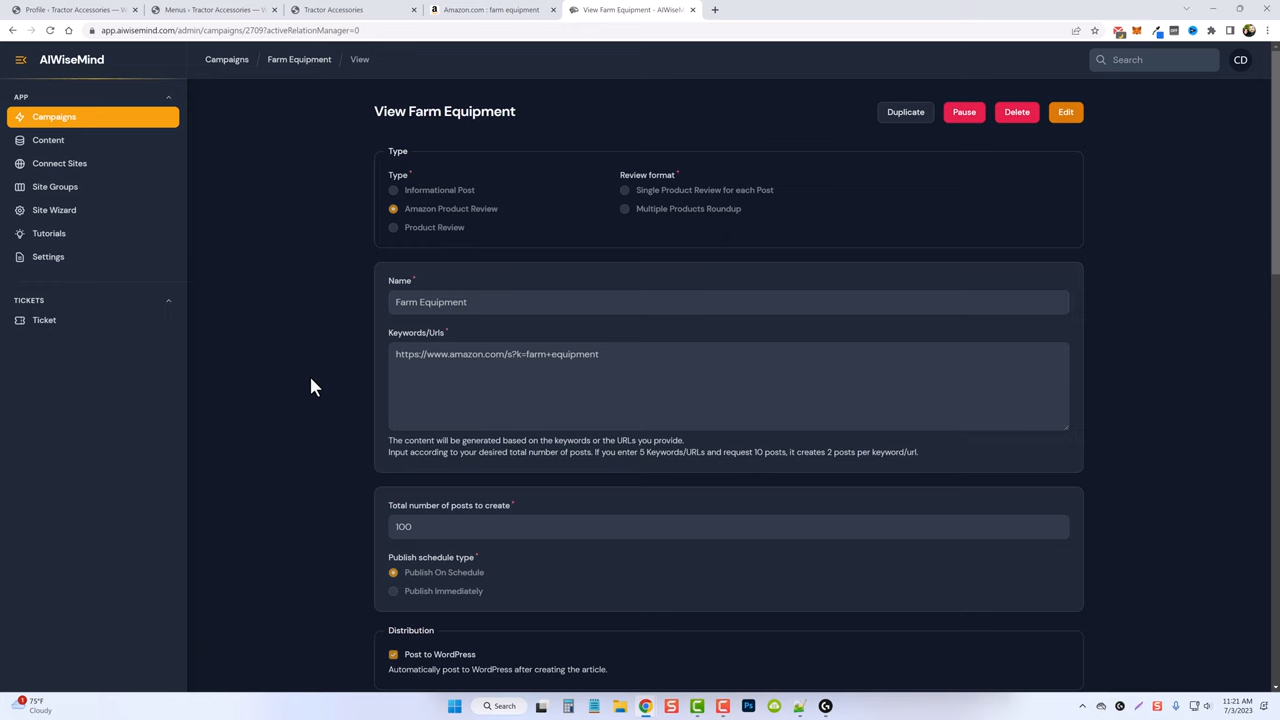 Profile ‹ Tractor Accessories — W
Menus ‹ Tractor Accessories — W
Tractor Accessories
Amazon.com : farm equipment
View Farm Equipment - AIWiseM
app.aiwisemind.com/admin/campaigns/2709?activeRelationManager=0
AIWiseMind
Campaigns
Farm Equipment
View
Search
CD
APP
Campaigns
Content
Connect Sites
Site Groups
Site Wizard
Tutorials
Settings
TICKETS
Ticket
View Farm Equipment
Duplicate
Pause
Delete
Edit
Type
Type*
Informational Post
Amazon Product Review
Product Review
Review format*
Single Product Review for each Post
Multiple Products Roundup
Name*
Farm Equipment
Keywords/Urls*
https://www.amazon.com/s?k=farm+equipment
The content will be generated based on the keywords or the URLs you provide.
Input according to your desired total number of posts. If you enter 5 Keywords/URLs and request 10 posts, it creates 2 posts per keyword/url.
Total number of posts to create*
100
Publish schedule type*
Publish On Schedule
Publish Immediately
Distribution
Post to WordPress
Automatically post to WordPress after creating the article.
75°F
Cloudy
Search
11:21 AM
7/3/2023